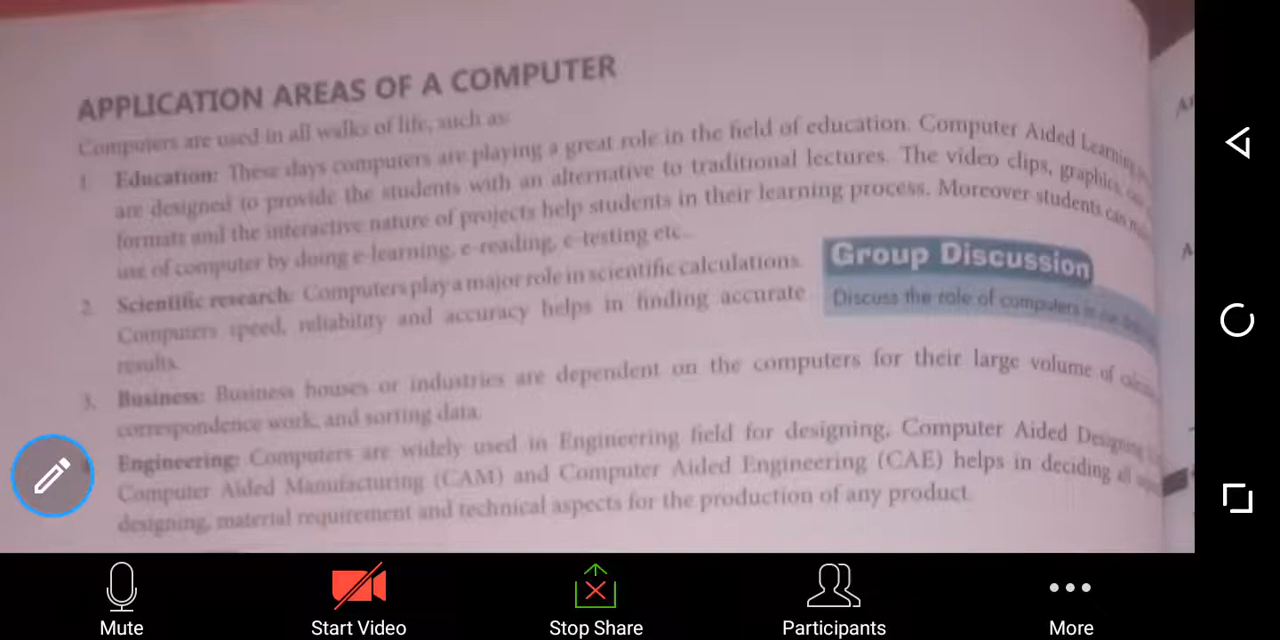 APPLICATION AREAS OF A COMPUTER
Computers are used in all walks of life, such as:
1. Education: These days computers are playing a great role in the field of education. Computer Aided Learning
are designed to provide the students with an alternative to traditional lectures. The video clips, graphics,
formats and the interactive nature of projects help students in their learning process. Moreover students can
use of computer by doing e-learning, e-reading, e-testing etc.
2. Scientific research: Computers play a major role in scientific calculations.
Computers speed, reliability and accuracy helps in finding accurate
results.
Group Discussion
Discuss the role of computers in
3. Business: Business houses or industries are dependent on the computers for their large volume of
correspondence work, and sorting data.
Engineering: Computers are widely used in Engineering field for designing. Computer Aided Designing
Computer Aided Manufacturing (CAM) and Computer Aided Engineering (CAE) helps in deciding all
designing, material requirement and technical aspects for the production of any product.
Mute
Start Video
Stop Share
Participants
More